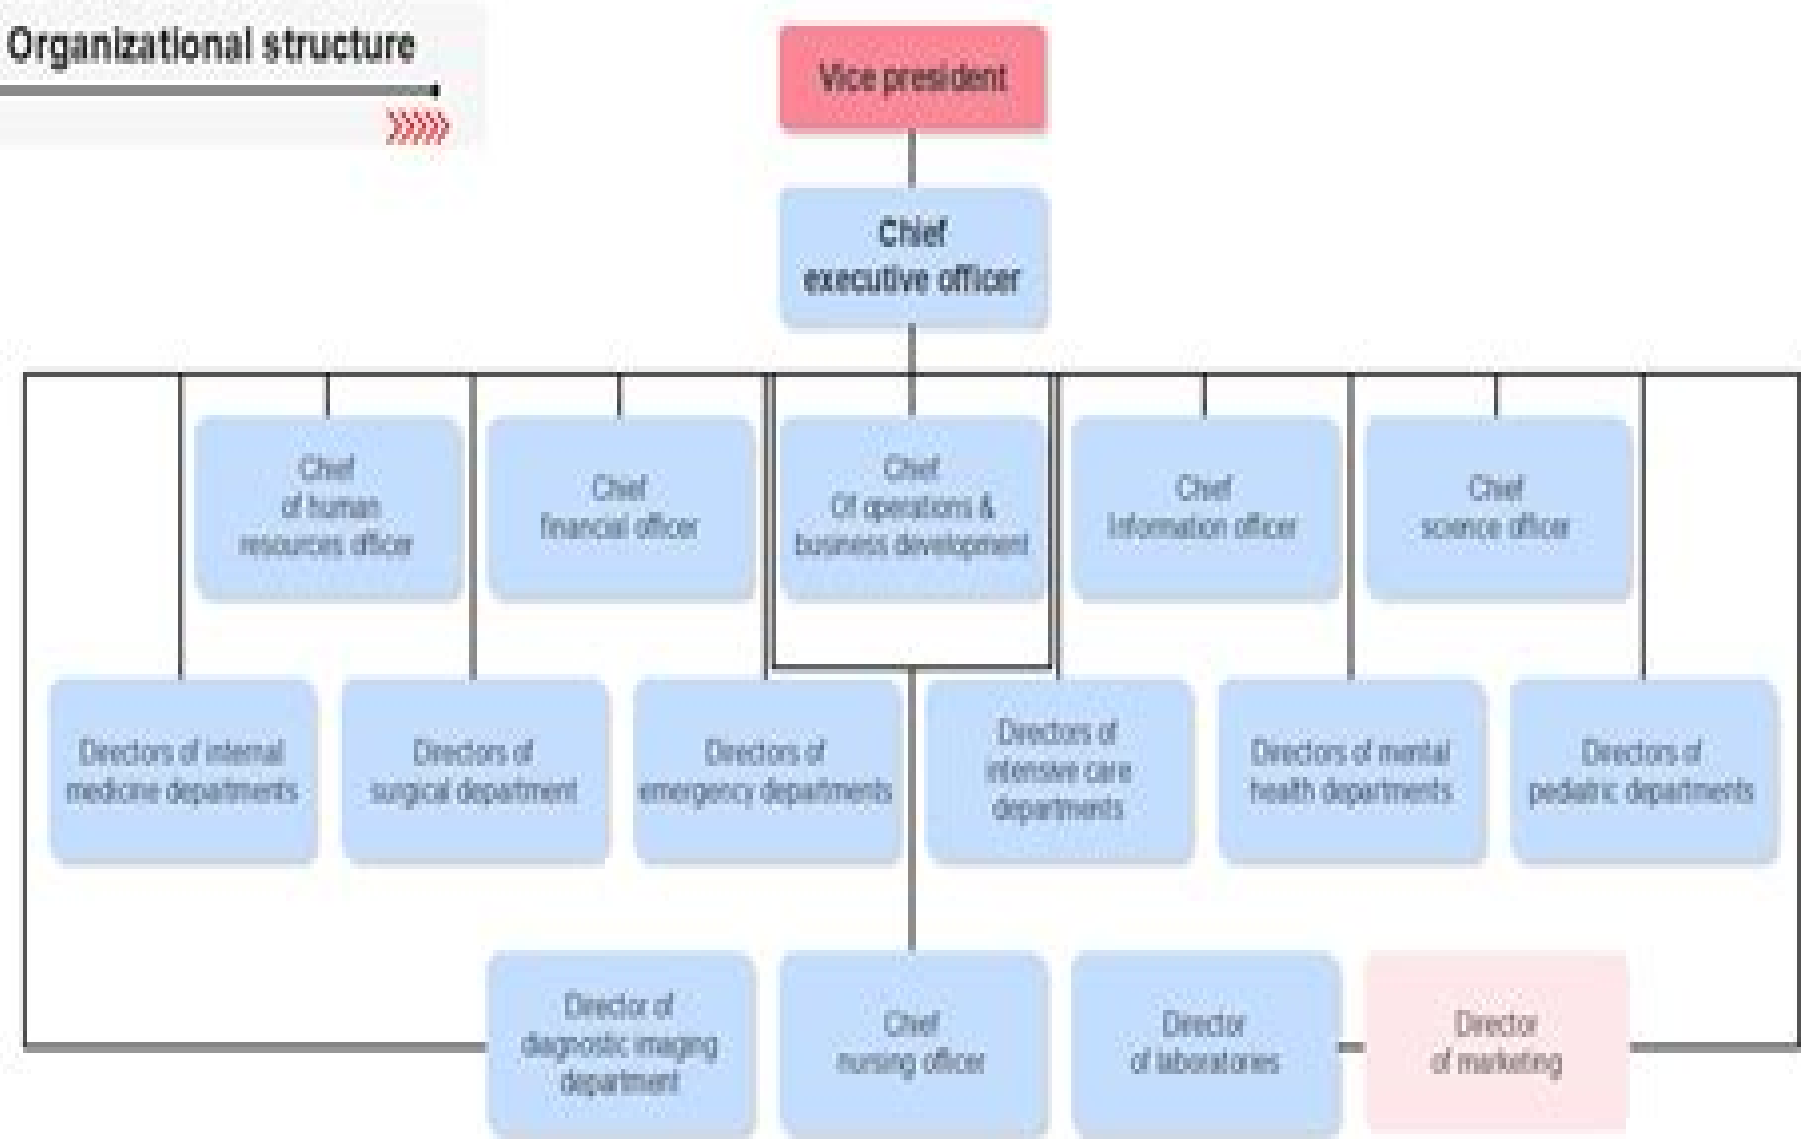 Organizational structure
Vice president
Chief
executive officer
Chief
of human
resources officer
Chief
financial officer
Chief
Of operations &
business development
Chief
Information officer
Chief
science officer
Directors of internal
medicine departments
Directors of
surgical department
Directors of
emergency departments
Directors of
intensive care
departments
Directors of mental
health departments
Directors of
pediatric departments
Director of
diagnostic imaging
department
Chief
nursing officer
Director
of laboratories
Director
of marketing